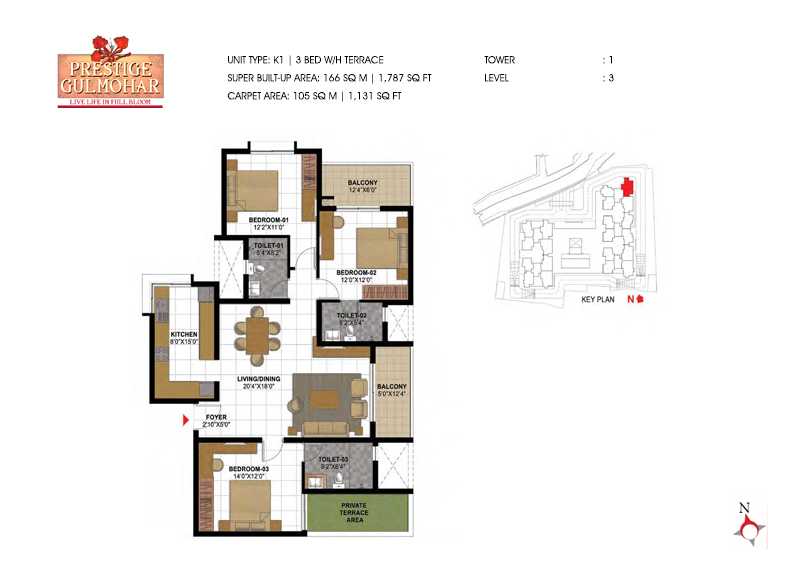 PRESTIGE
GULMOHAR
LIVE LIFE IN FULL BLOOM
UNIT TYPE: K1 | 3 BED W/H TERRACE
SUPER BUILT-UP AREA: 166 SQ M | 1,787 SQ FT
CARPET AREA: 105 SQ M | 1,131 SQ FT
TOWER : 1
LEVEL : 3
BALCONY
12'4"X6'0"
BEDROOM-01
12'2"X11'0"
TOILET-01
5'4"X8'2"
BEDROOM-02
12'0"X12'0"
TOILET-02
8'2"X5'4"
KITCHEN
8'0"X15'0"
LIVING/DINING
20'4"X18'0"
BALCONY
5'0"X12'4"
FOYER
2'10"X5'0"
BEDROOM-03
14'0"X12'0"
TOILET-03
9'2"X6'4"
PRIVATE
TERRACE
AREA
KEY PLAN N
N